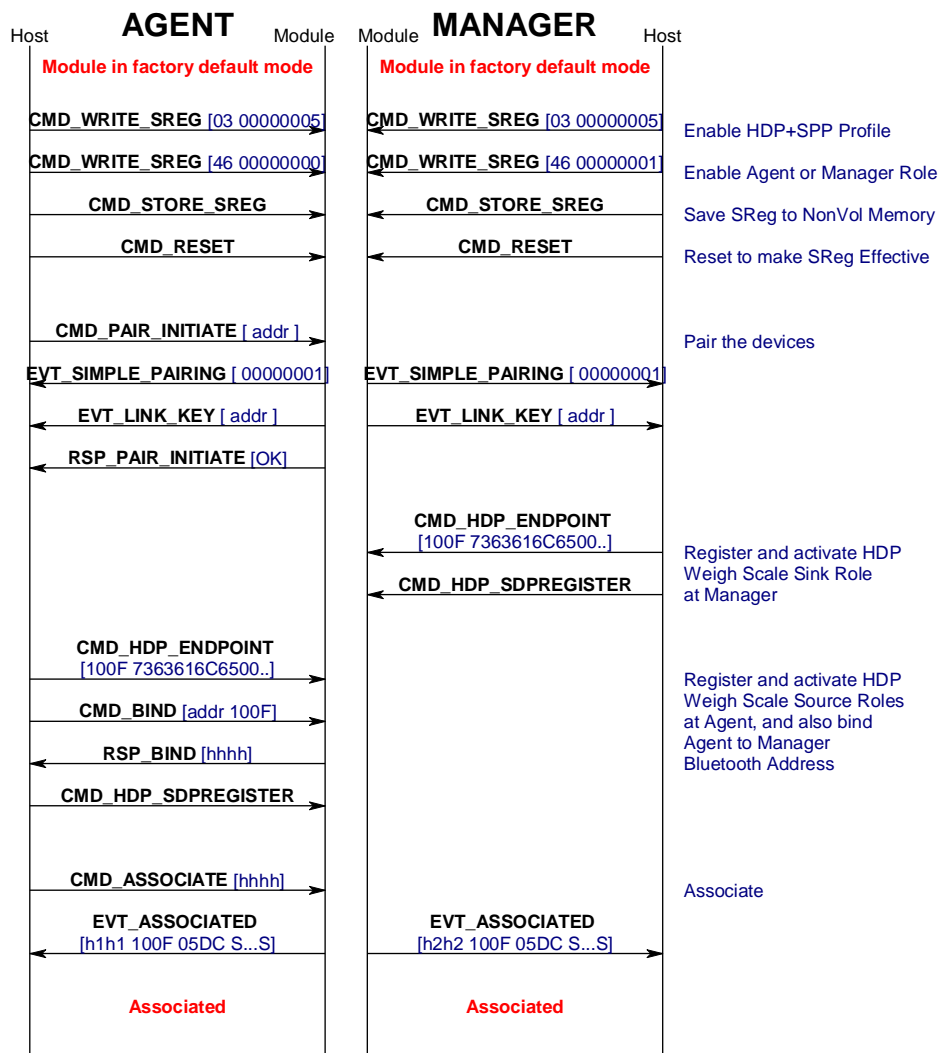 AGENT
MANAGER
Host
Module
Module
Host
Module in factory default mode
Module in factory default mode
CMD_WRITE_SREG [03 00000005]
CMD_WRITE_SREG [03 00000005]
Enable HDP+SPP Profile
CMD_WRITE_SREG [46 00000000]
CMD_WRITE_SREG [46 00000001]
Enable Agent or Manager Role
CMD_STORE_SREG
CMD_STORE_SREG
Save SReg to NonVol Memory
CMD_RESET
CMD_RESET
Reset to make SReg Effective
CMD_PAIR_INITIATE [ addr ]
Pair the devices
EVT_SIMPLE_PAIRING [ 00000001]
EVT_SIMPLE_PAIRING [ 00000001]
EVT_LINK_KEY [ addr ]
EVT_LINK_KEY [ addr ]
RSP_PAIR_INITIATE [OK]
CMD_HDP_ENDPOINT
[100F 7363616C6500..]
Register and activate HDP
Weigh Scale Sink Role
at Manager
CMD_HDP_SDPREGISTER
CMD_HDP_ENDPOINT
[100F 7363616C6500..]
Register and activate HDP
Weigh Scale Source Roles
at Agent, and also bind
Agent to Manager
Bluetooth Address
CMD_BIND [addr 100F]
RSP_BIND [hhhh]
CMD_HDP_SDPREGISTER
CMD_ASSOCIATE [hhhh]
Associate
EVT_ASSOCIATED
[h1h1 100F 05DC S...S]
EVT_ASSOCIATED
[h2h2 100F 05DC S...S]
Associated
Associated